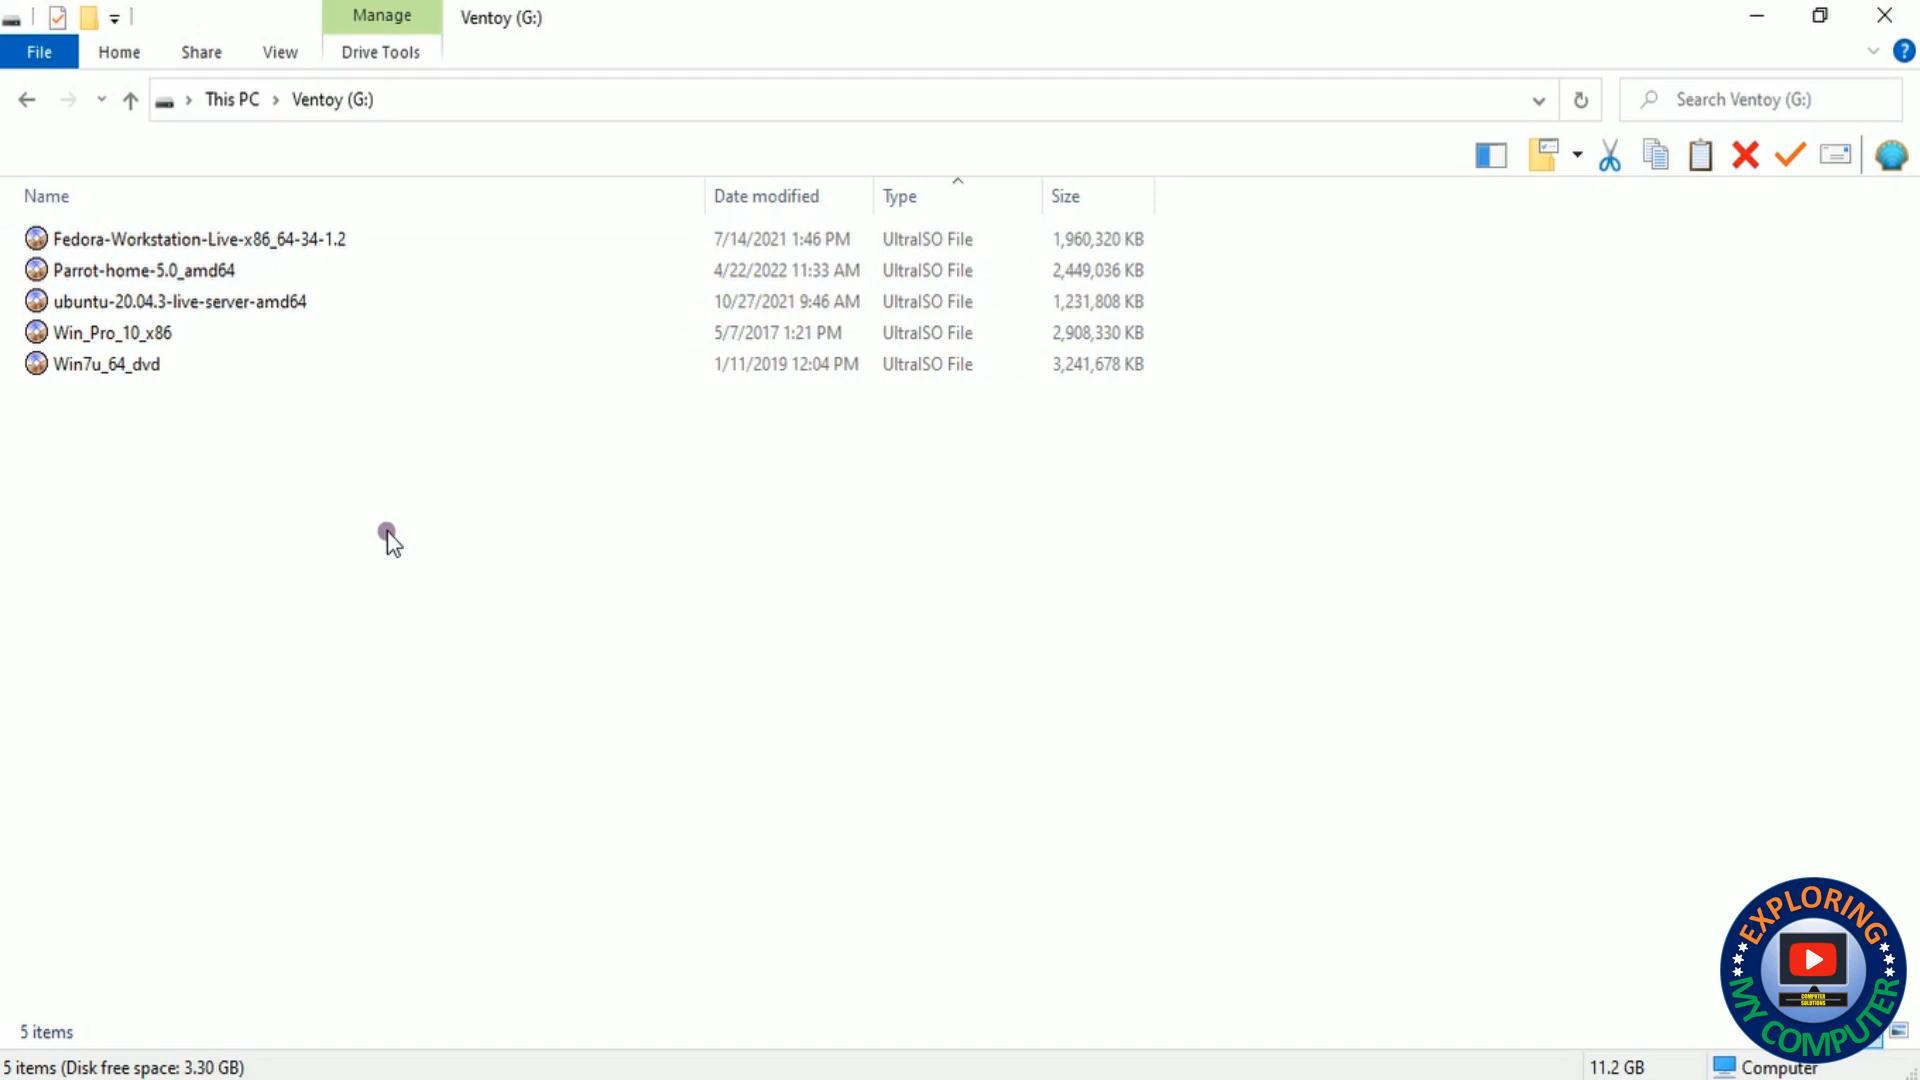 Manage
Ventoy (G:)
File
Home
Share
View
Drive Tools
?
This PC
Ventoy (G:)
Search Ventoy (G:)
Name
Date modified
Type
Size
Fedora-Workstation-Live-x86_64-34-1.2
7/14/2021 1:46 PM
UltraISO File
1,960,320 KB
Parrot-home-5.0_amd64
4/22/2022 11:33 AM
UltraISO File
2,449,036 KB
ubuntu-20.04.3-live-server-amd64
10/27/2021 9:46 AM
UltraISO File
1,231,808 KB
Win_Pro_10_x86
5/7/2017 1:21 PM
UltraISO File
2,908,330 KB
Win7u_64_dvd
1/11/2019 12:04 PM
UltraISO File
3,241,678 KB
EXPLORING
COMPUTER
SOLUTIONS
MY COMPUTER
5 items
5 items (Disk free space: 3.30 GB)
11.2 GB
Computer